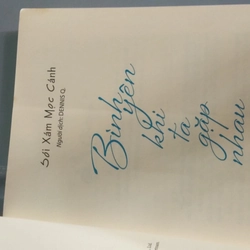 Sói Xám Mọc Cánh
Người dịch: DENNIS Q.
Bình yên
khi
ta
gặp
nhau